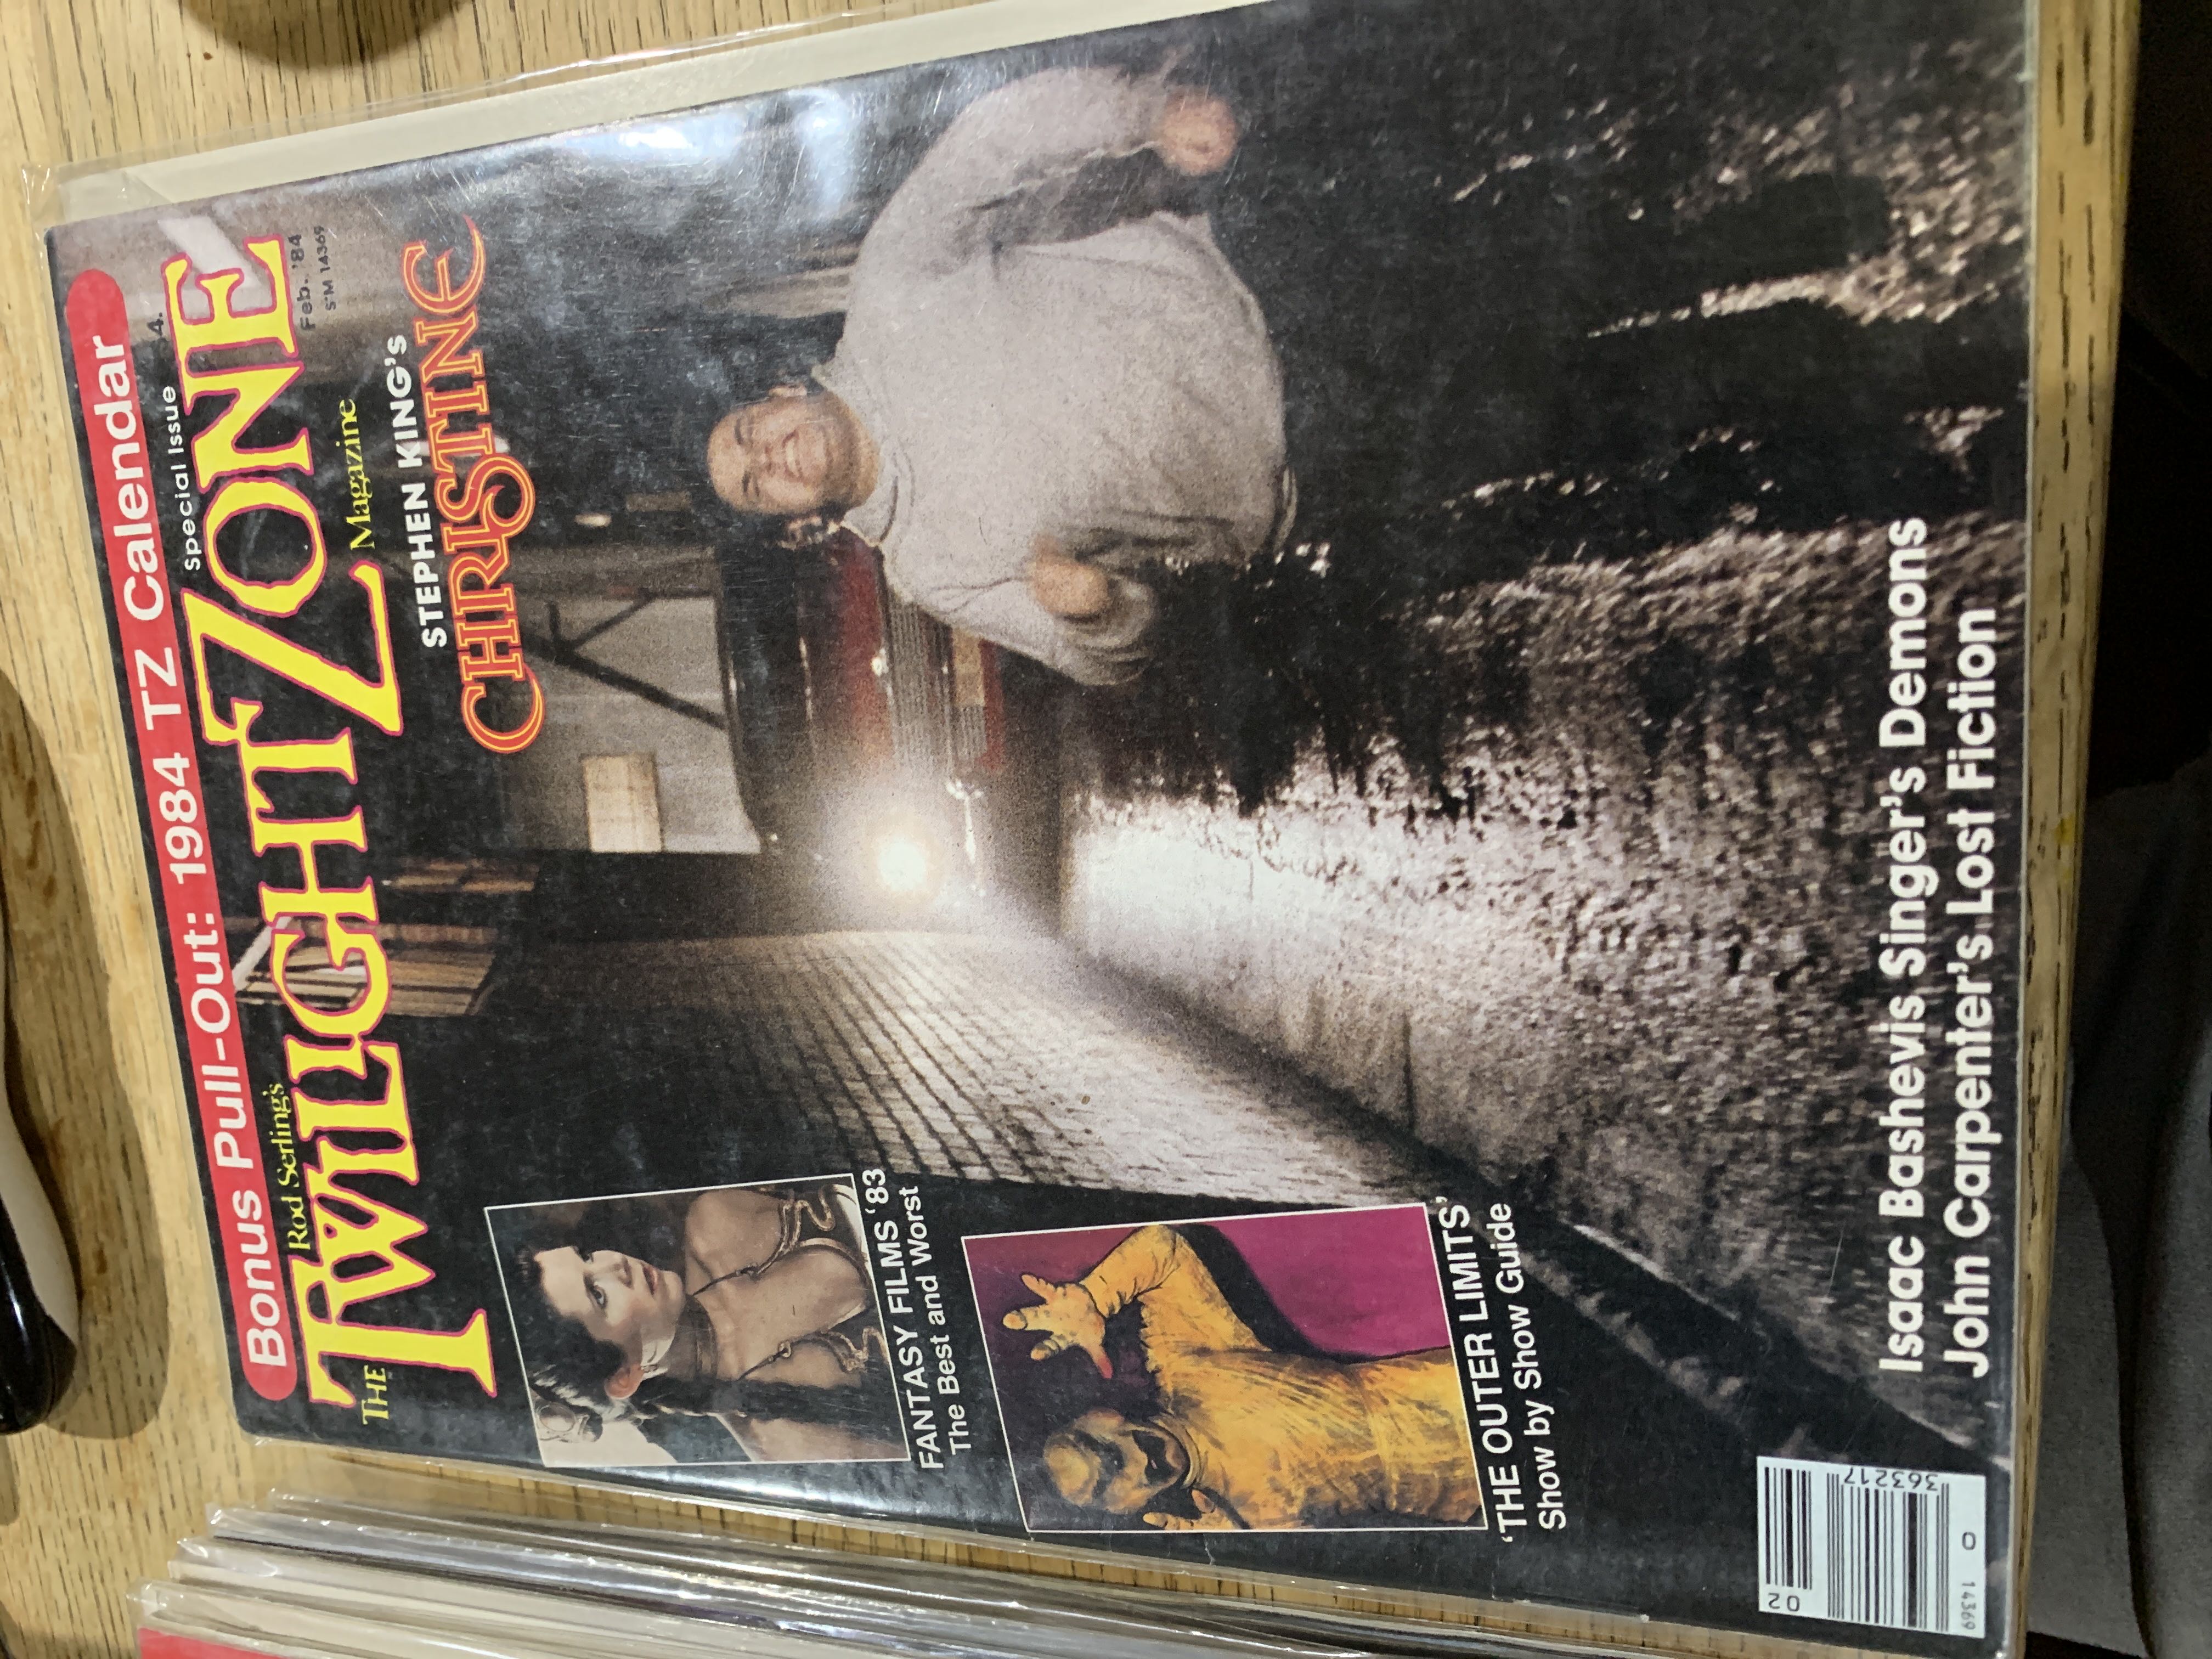 Bonus Pull-Out: 1984 TZ Calendar
Special Issue
Rod Serling's
THE TWILIGHT ZONE
Magazine
Feb. '84
S*M 14369
STEPHEN KING's
CHRISTINE
FANTASY FILMS '83
The Best and Worst
'THE OUTER LIMITS'
Show by Show Guide
Isaac Bashevis Singer's Demons
John Carpenter's Lost Fiction
02
363217
0 14369